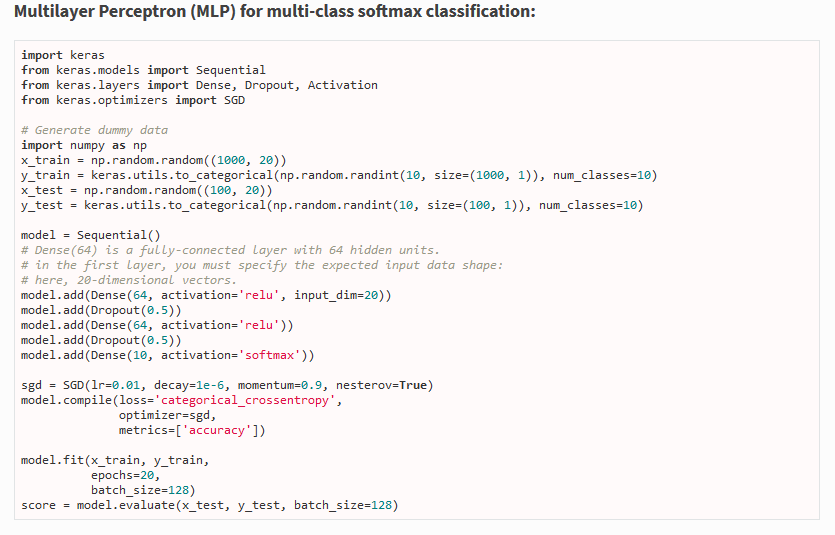 Multilayer Perceptron (MLP) for multi-class softmax classification:
import keras
from keras.models import Sequential
from keras.layers import Dense, Dropout, Activation
from keras.optimizers import SGD

# Generate dummy data
import numpy as np
x_train = np.random.random((1000, 20))
y_train = keras.utils.to_categorical(np.random.randint(10, size=(1000, 1)), num_classes=10)
x_test = np.random.random((100, 20))
y_test = keras.utils.to_categorical(np.random.randint(10, size=(100, 1)), num_classes=10)

model = Sequential()
# Dense(64) is a fully-connected layer with 64 hidden units.
# in the first layer, you must specify the expected input data shape:
# here, 20-dimensional vectors.
model.add(Dense(64, activation='relu', input_dim=20))
model.add(Dropout(0.5))
model.add(Dense(64, activation='relu'))
model.add(Dropout(0.5))
model.add(Dense(10, activation='softmax'))

sgd = SGD(lr=0.01, decay=1e-6, momentum=0.9, nesterov=True)
model.compile(loss='categorical_crossentropy',
              optimizer=sgd,
              metrics=['accuracy'])

model.fit(x_train, y_train,
          epochs=20,
          batch_size=128)
score = model.evaluate(x_test, y_test, batch_size=128)